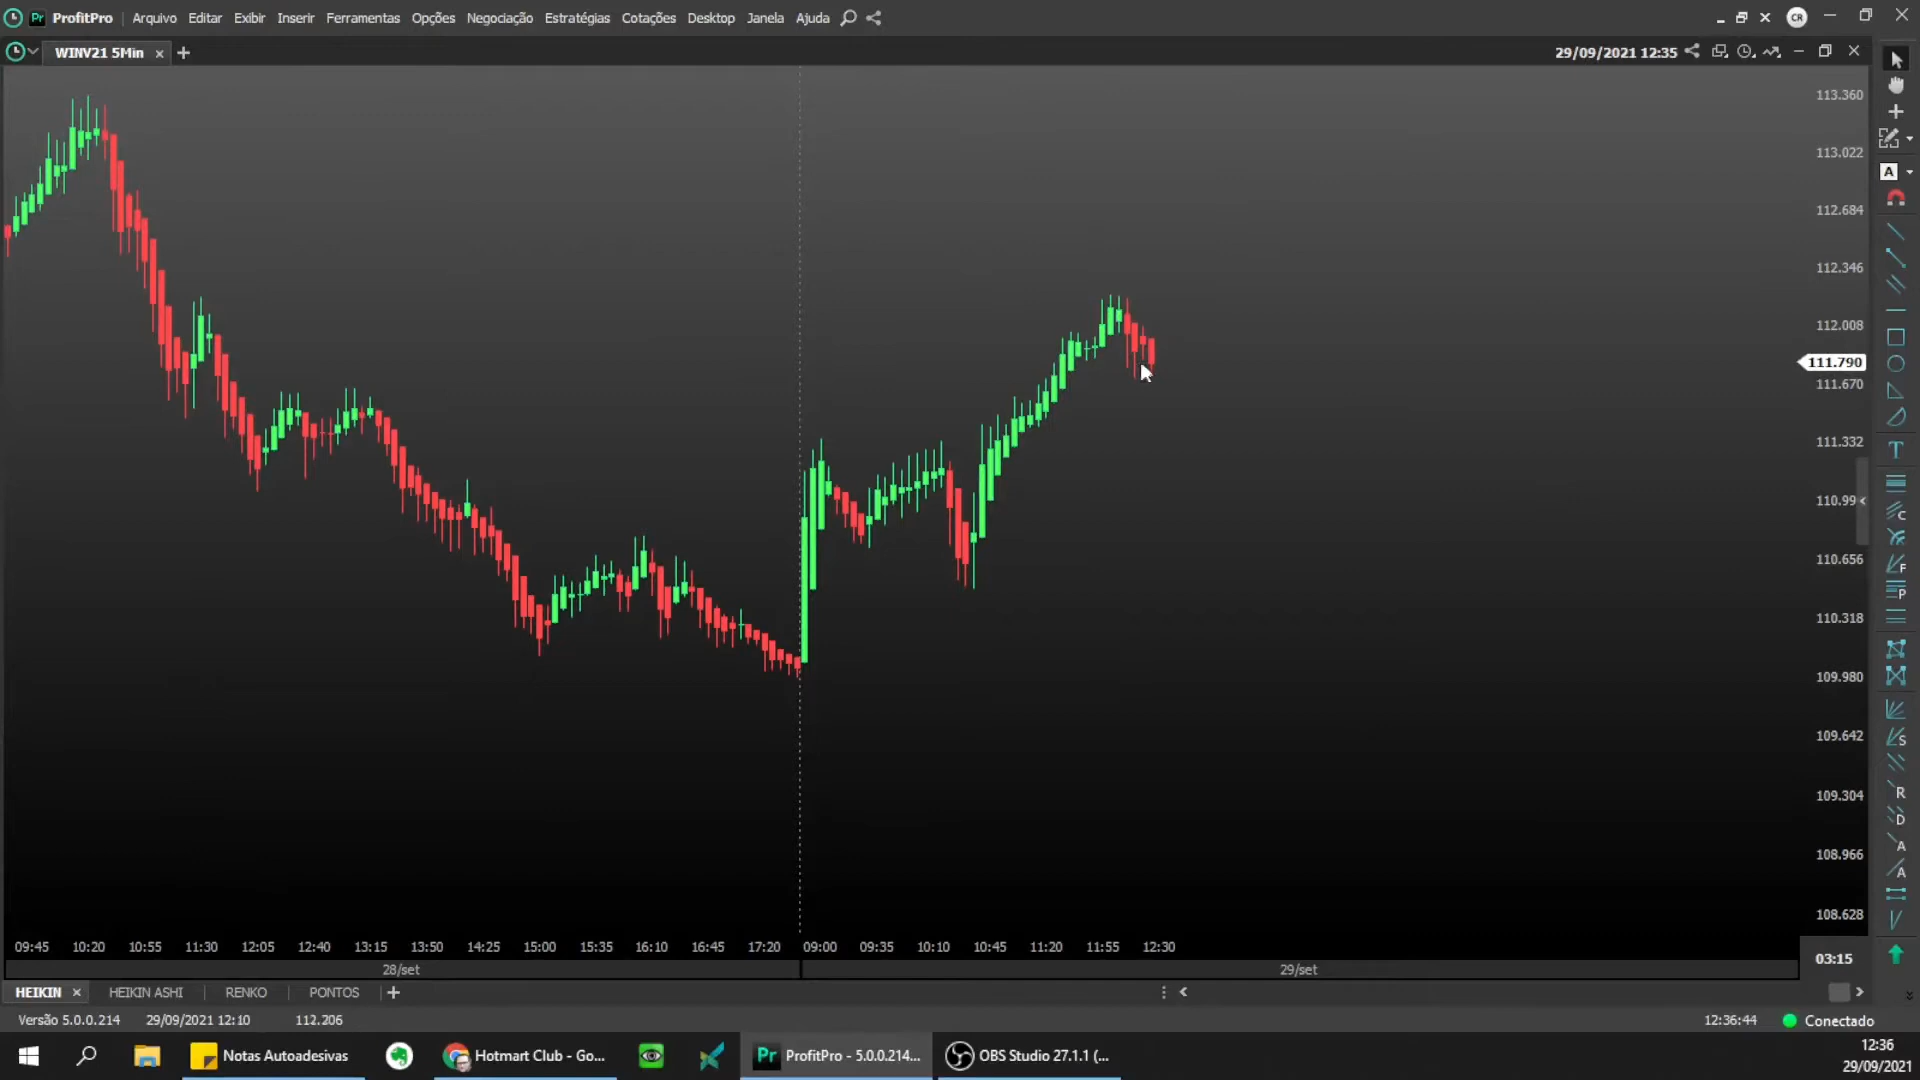 Pr ProfitPro Arquivo Editar Exibir Inserir Ferramentas Opções Negociação Estratégias Cotações Desktop Janela Ajuda CR
WINV21 5Min 29/09/2021 12:35
113.360
113.022
A
112.684
112.346
112.008
111.790
111.670
111.332
T
110.99
C
110.656
F
P
110.318
109.980
109.642
S
109.304
R
D
108.966
A
A
108.628
09:45 10:20 10:55 11:30 12:05 12:40 13:15 13:50 14:25 15:00 15:35 16:10 16:45 17:20 09:00 09:35 10:10 10:45 11:20 11:55 12:30
03:15
28/set 29/set
HEIKIN HEIKIN ASHI RENKO PONTOS
Versão 5.0.0.214 29/09/2021 12:10 112.206 12:36:44 Conectado
Notas Autoadesivas Hotmart Club - Go... Pr ProfitPro - 5.0.0.214... OBS Studio 27.1.1 (...
12:36
29/09/2021